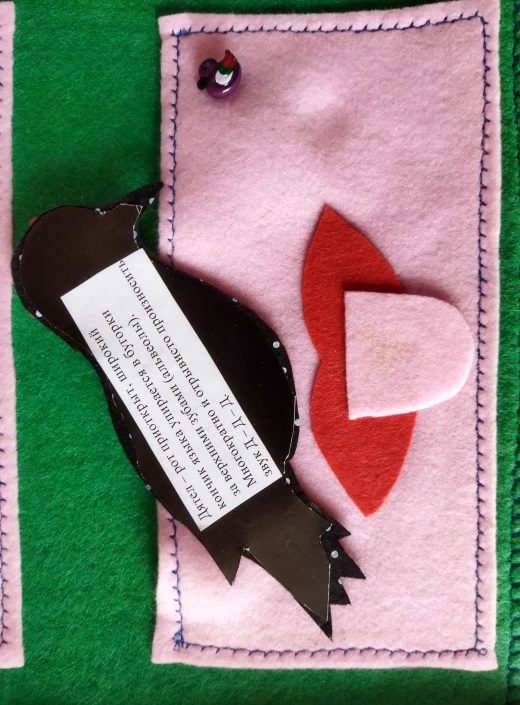 Дятел – рот приоткрыт, широкий
кончик языка упирается в бугорки
за верхними зубами (альвеолы).
Многократно и отрывисто произносить
звук Д – Д – Д.